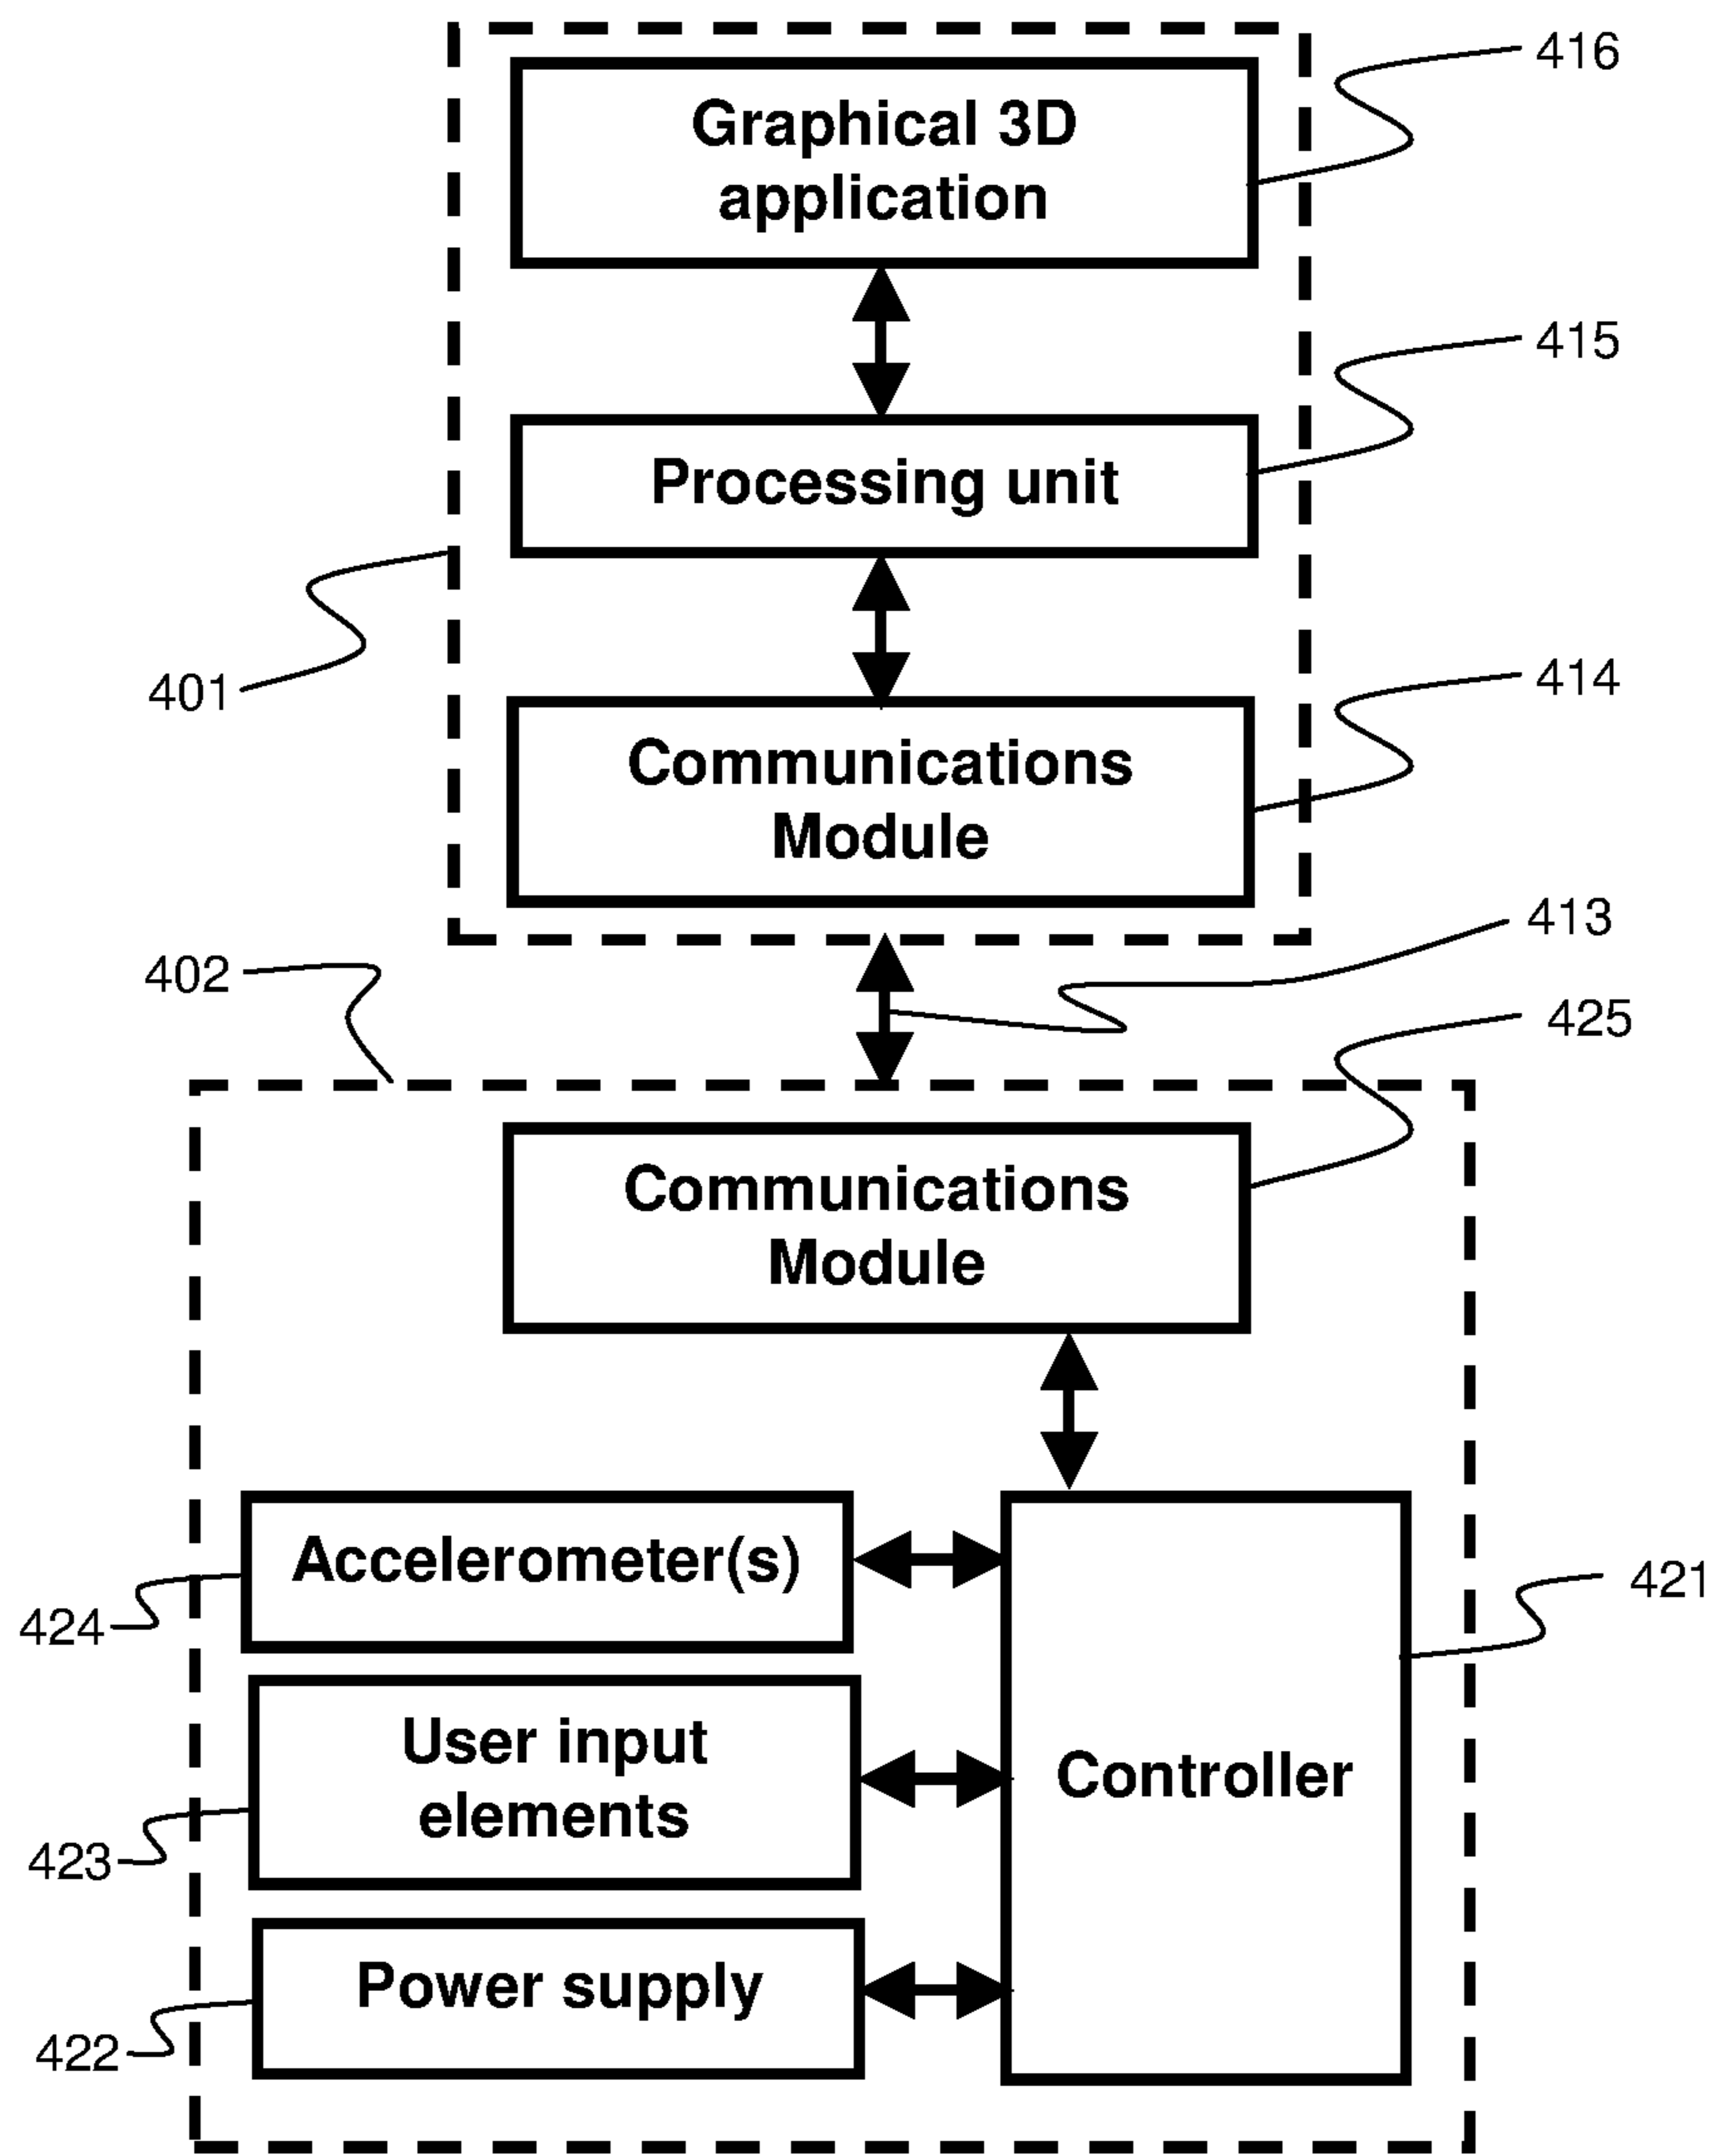 416
Graphical 3D
application
415
Processing unit
401
414
Communications
Module
413
402
425
Communications
Module
Accelerometer(s)
424
421
User input
elements
Controller
423
Power supply
422